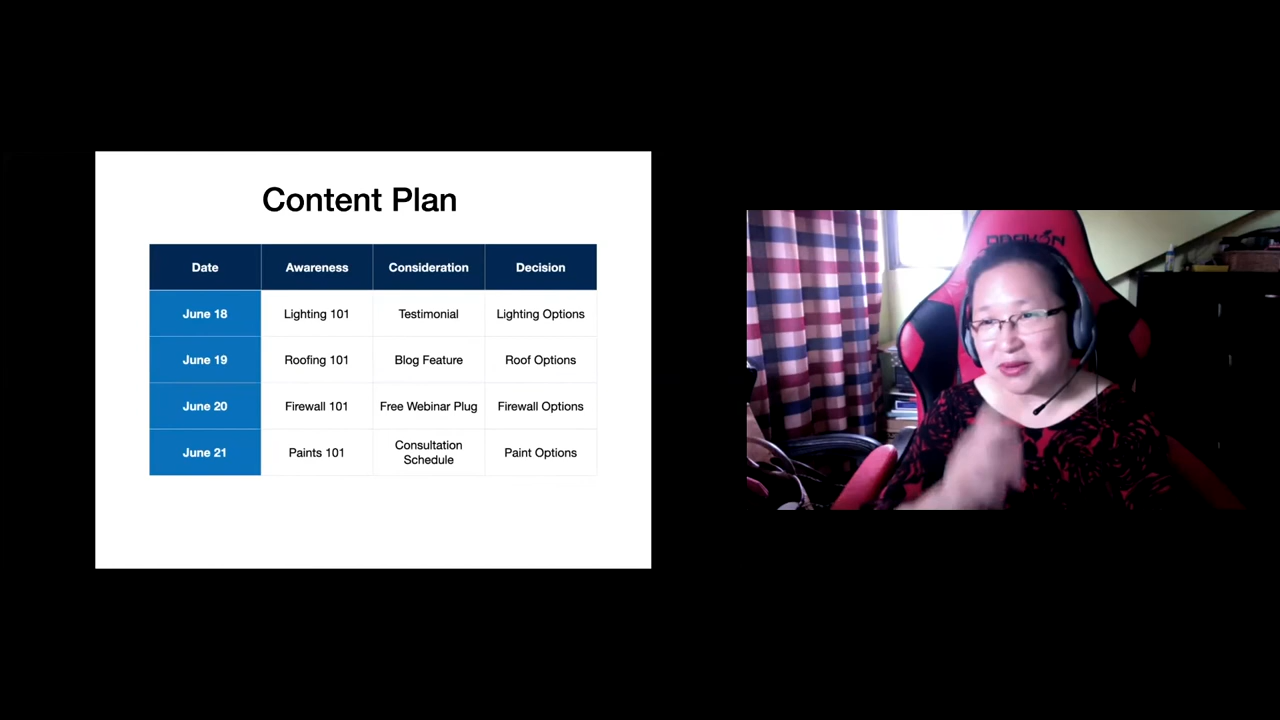 Content Plan
Date Awareness Consideration Decision
June 18 Lighting 101 Testimonial Lighting Options
June 19 Roofing 101 Blog Feature Roof Options
June 20 Firewall 101 Free Webinar Plug Firewall Options
June 21 Paints 101 Consultation Schedule Paint Options